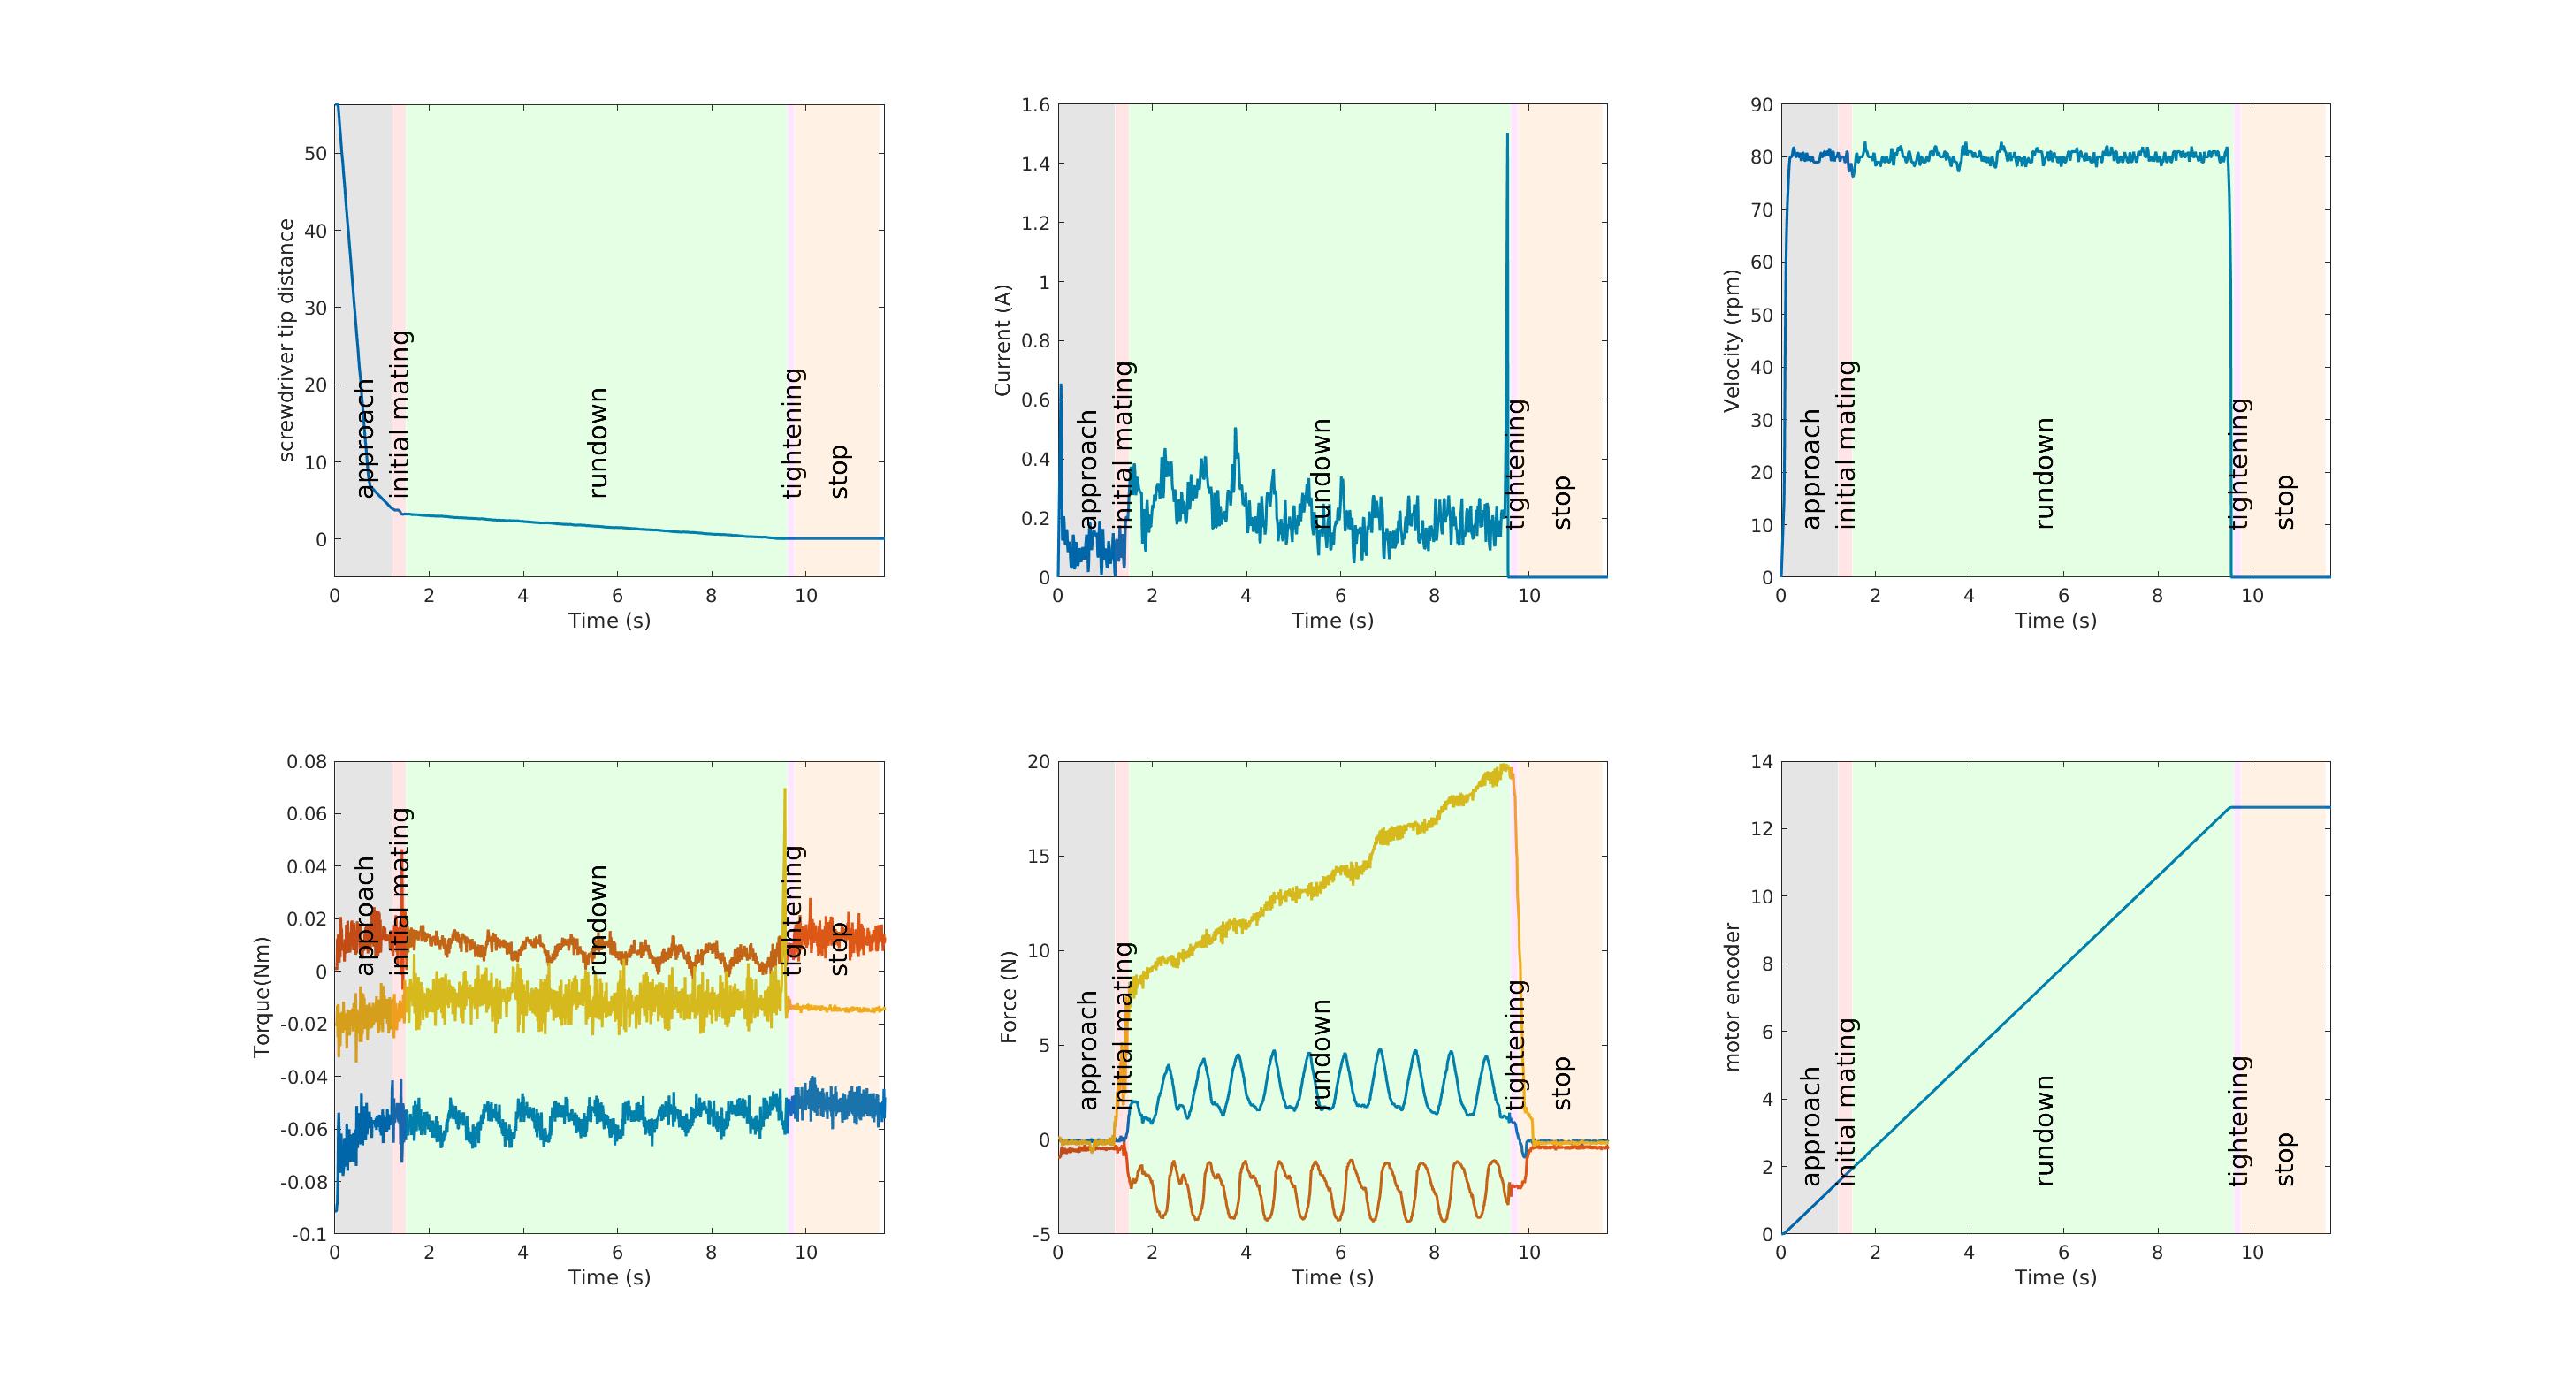 screwdriver tip distance
50
40
30
20
10
0
approach
initial mating
rundown
tightening
stop
0 2 4 6 8 10
Time (s)
Current (A)
1.6
1.4
1.2
1
0.8
0.6
0.4
0.2
0
approach
initial mating
rundown
tightening
stop
0 2 4 6 8 10
Time (s)
Velocity (rpm)
90
80
70
60
50
40
30
20
10
0
approach
initial mating
rundown
tightening
stop
0 2 4 6 8 10
Time (s)
Torque(Nm)
0.08
0.06
0.04
0.02
0
-0.02
-0.04
-0.06
-0.08
-0.1
approach
initial mating
rundown
tightening
stop
0 2 4 6 8 10
Time (s)
Force (N)
20
15
10
5
0
-5
approach
initial mating
rundown
tightening
stop
0 2 4 6 8 10
Time (s)
motor encoder
14
12
10
8
6
4
2
0
approach
initial mating
rundown
tightening
stop
0 2 4 6 8 10
Time (s)